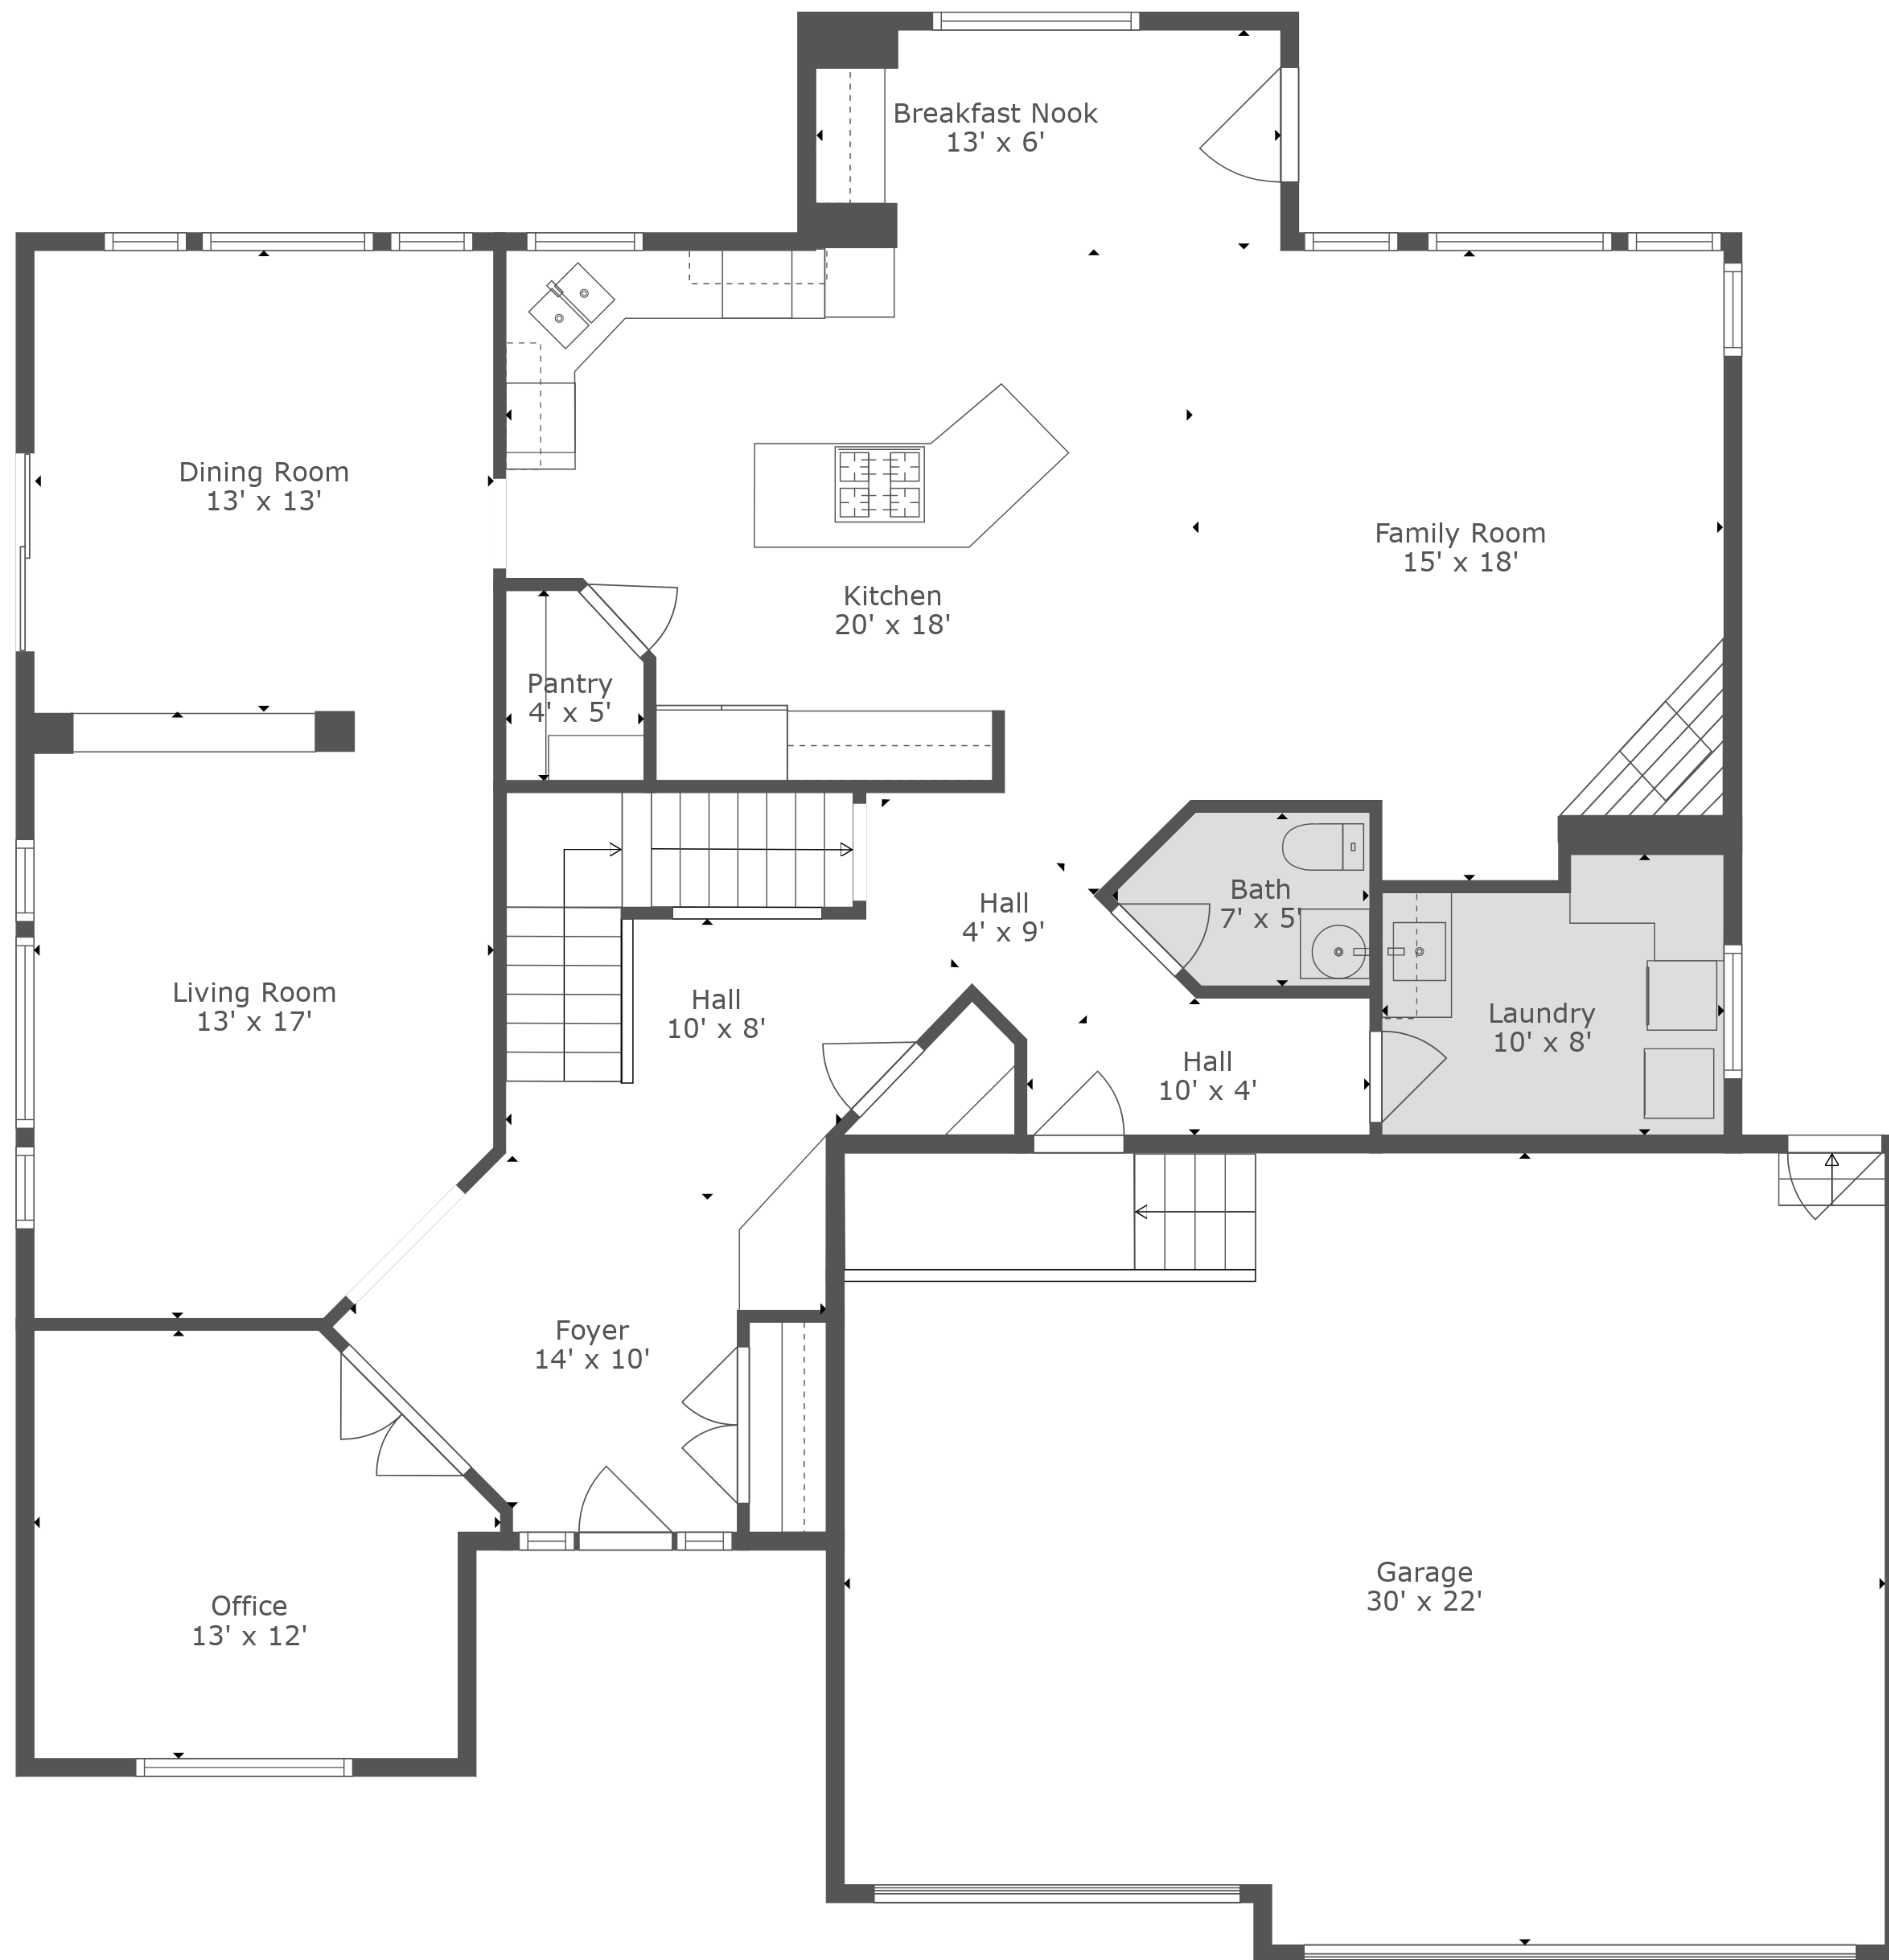 Breakfast Nook
13' x 6'
Dining Room
13' x 13'
Family Room
15' x 18'
Kitchen
20' x 18'
Pantry
4' x 5'
Bath
7' x 5'
Hall
4' x 9'
Living Room
13' x 17'
Hall
10' x 8'
Laundry
10' x 8'
Hall
10' x 4'
Foyer
14' x 10'
Garage
30' x 22'
Office
13' x 12'